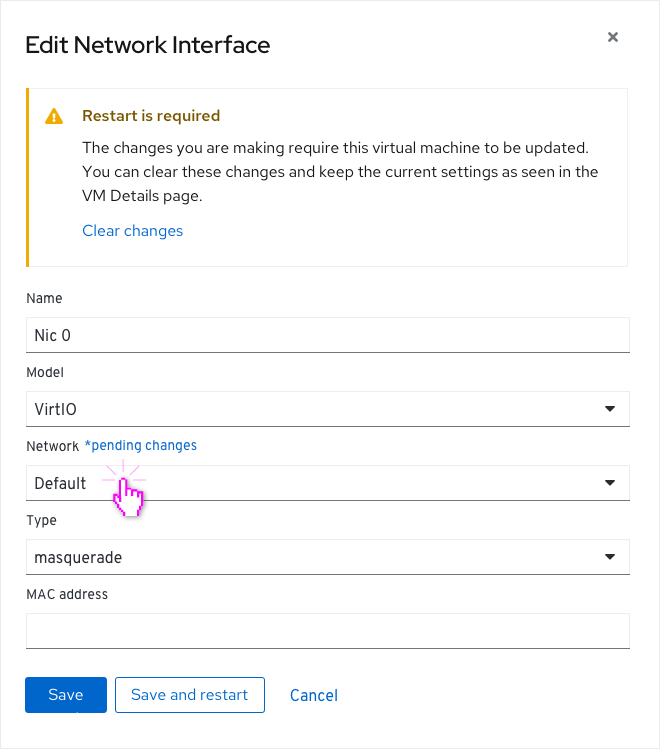 Edit Network Interface
Restart is required
The changes you are making require this virtual machine to be updated.
You can clear these changes and keep the current settings as seen in the
VM Details page.
Clear changes
Name
Nic 0
Model
VirtIO
Network *pending changes
Default
Type
masquerade
MAC address
Save Save and restart Cancel